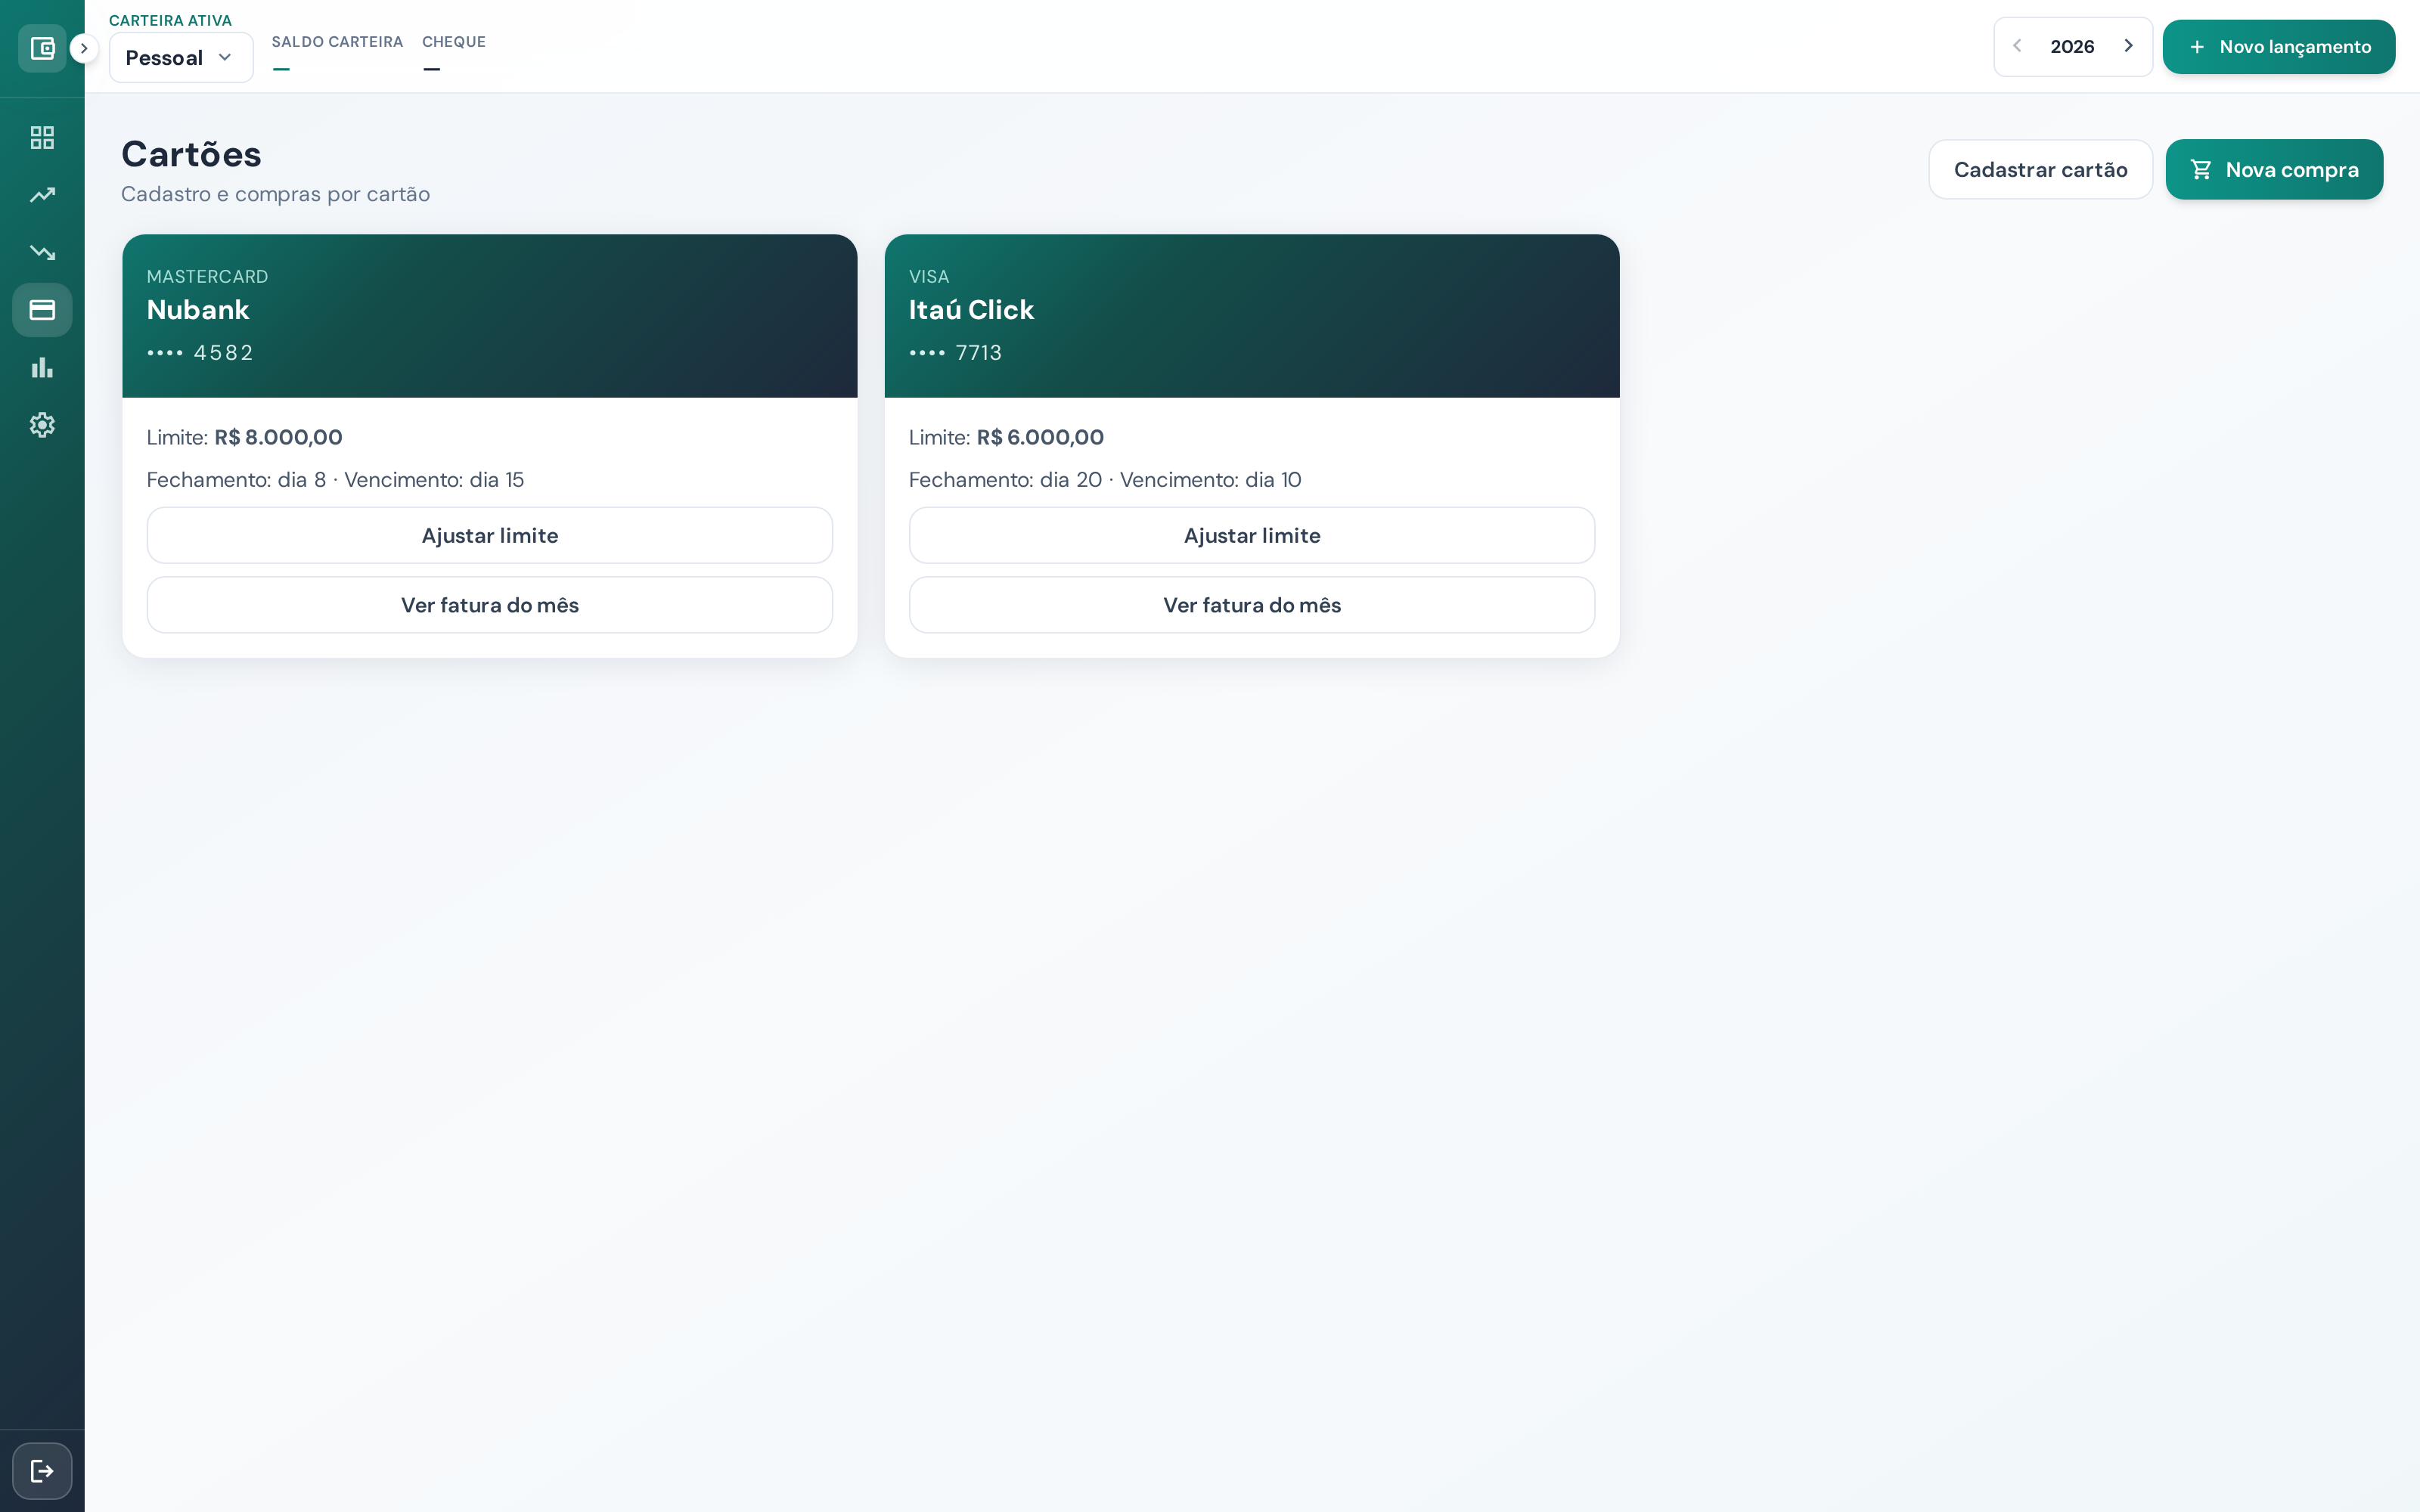 CARTEIRA ATIVA
Pessoal
SALDO CARTEIRA
—
CHEQUE
—
2026
Novo lançamento
Cartões
Cadastro e compras por cartão
Cadastrar cartão
Nova compra
MASTERCARD
Nubank
•••• 4582
Limite: R$ 8.000,00
Fechamento: dia 8 · Vencimento: dia 15
Ajustar limite
Ver fatura do mês
VISA
Itaú Click
•••• 7713
Limite: R$ 6.000,00
Fechamento: dia 20 · Vencimento: dia 10
Ajustar limite
Ver fatura do mês